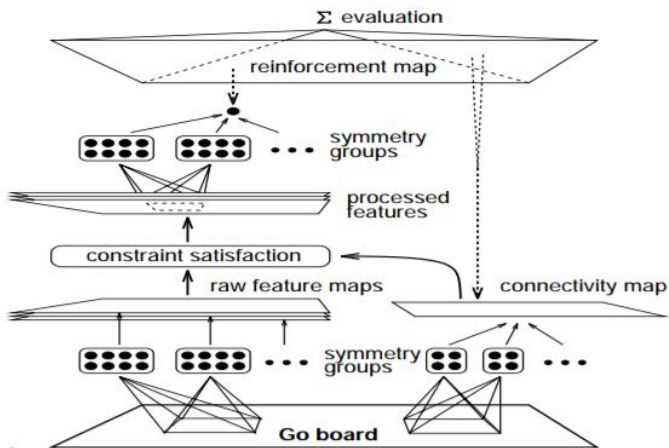 Σ evaluation
reinforcement map
symmetry
groups
processed
features
constraint satisfaction
raw feature maps
connectivity map
symmetry
groups
Go board